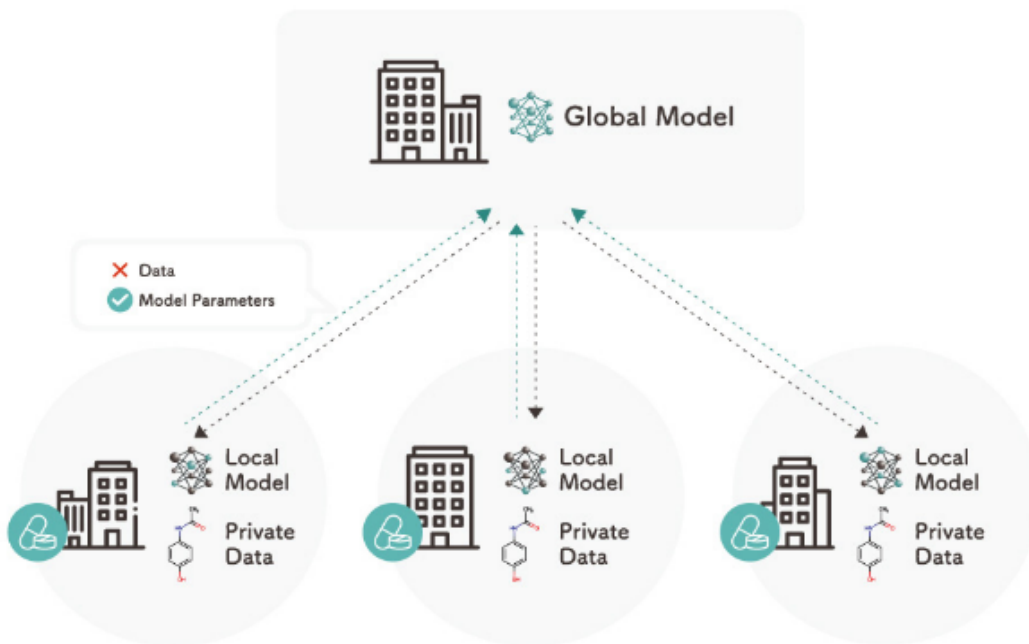 Global Model
Data
Model Parameters
Local
Model
Private
Data
Local
Model
Private
Data
Local
Model
Private
Data